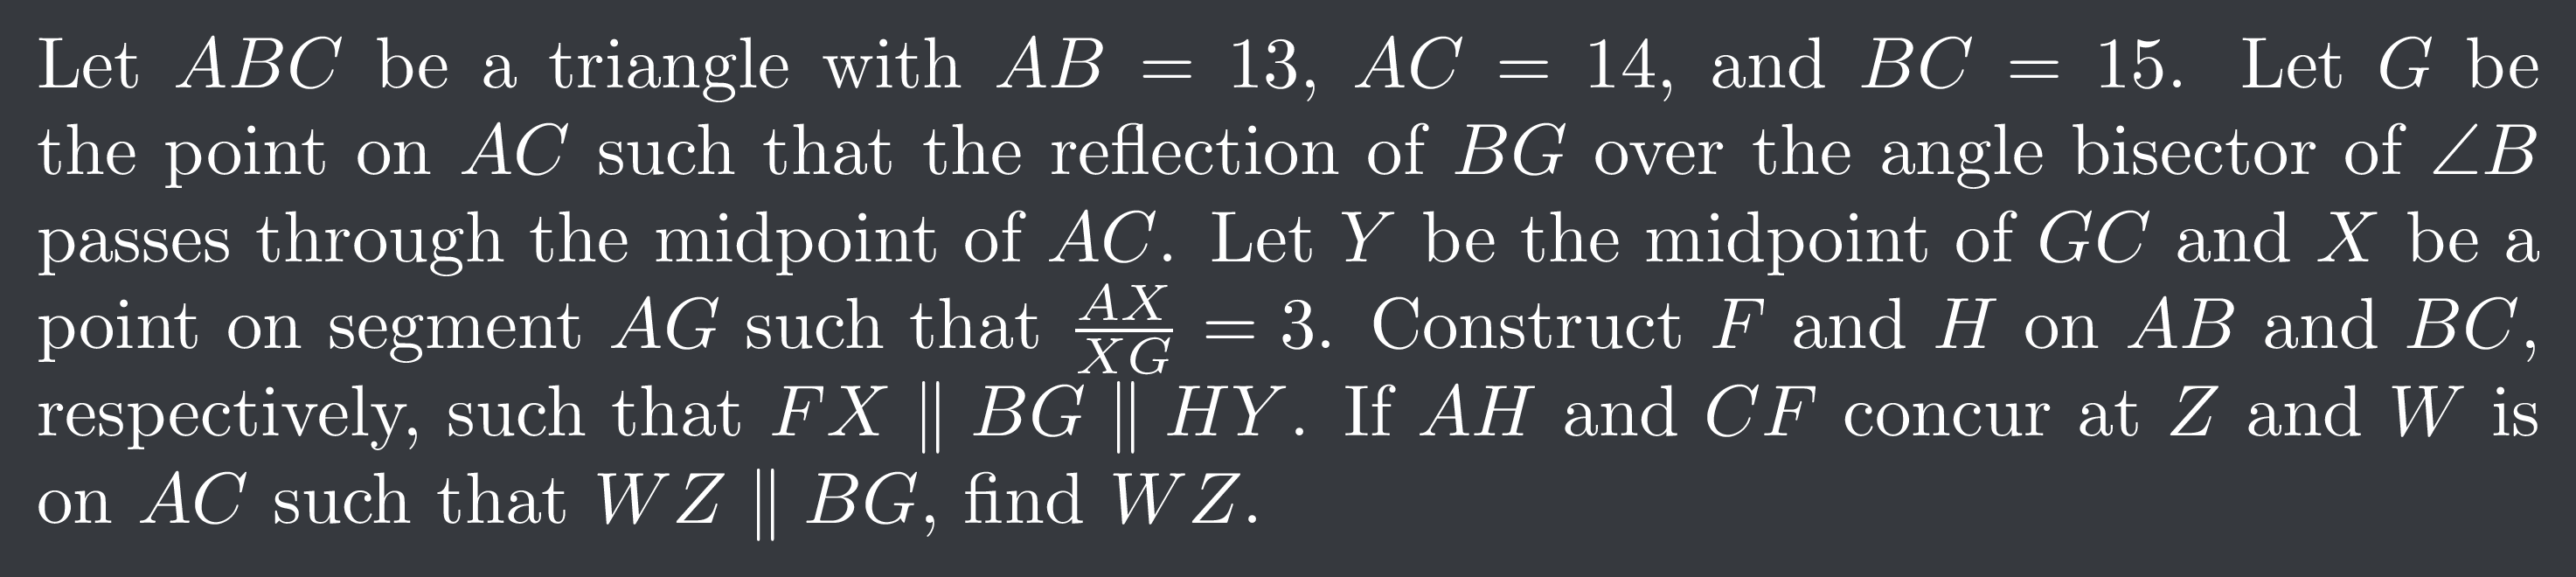 Let ABC be a triangle with AB = 13, AC = 14, and BC = 15. Let G be
the point on AC such that the reflection of BG over the angle bisector of ∠B
passes through the midpoint of AC. Let Y be the midpoint of GC and X be a
point on segment AG such that \frac{AX}{XG} = 3. Construct F and H on AB and BC,
respectively, such that FX ∥ BG ∥ HY. If AH and CF concur at Z and W is
on AC such that WZ ∥ BG, find WZ.